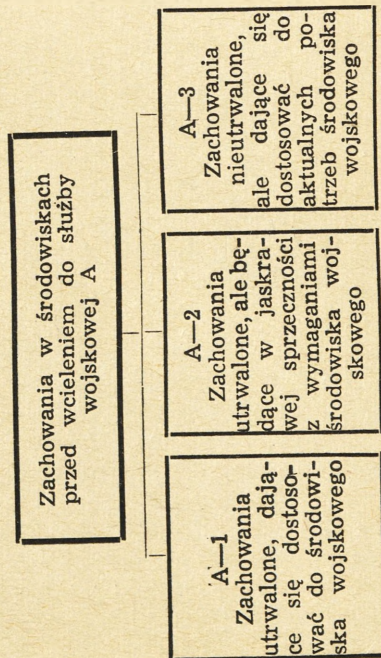 Zachowania w środowiskach
przed wcieleniem do służby
wojskowej A
A—1
Zachowania
utrwalone, dają-
ce się dostoso-
wać do środowi-
ska wojskowego
A—2
Zachowania
utrwalone, ale bę-
dące w jaskra-
wej sprzeczności
z wymaganiami
środowiska woj-
skowego
A—3
Zachowania
nieutrwalone,
ale dające się
dostosować do
aktualnych po-
trzeb środowiska
wojskowego